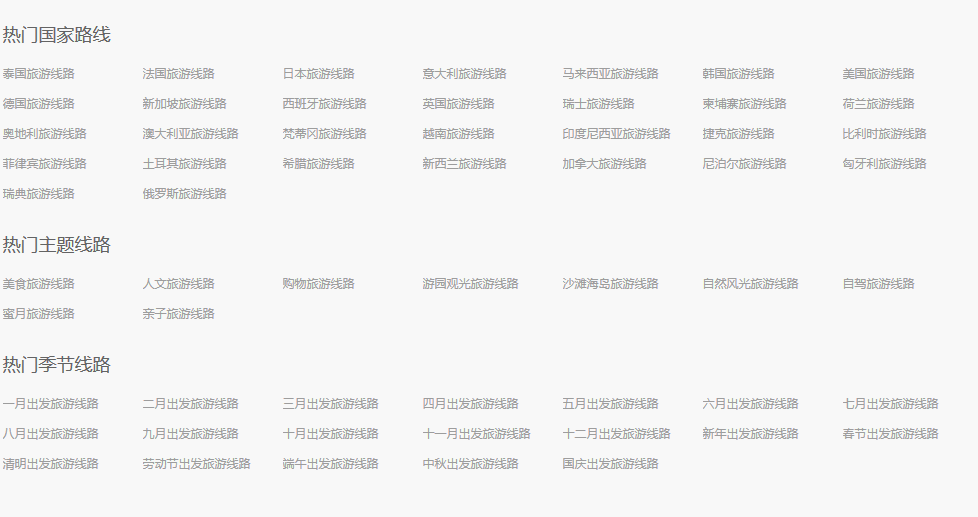 热门国家路线
泰国旅游线路 法国旅游线路 日本旅游线路 意大利旅游线路 马来西亚旅游线路 韩国旅游线路 美国旅游线路
德国旅游线路 新加坡旅游线路 西班牙旅游线路 英国旅游线路 瑞士旅游线路 柬埔寨旅游线路 荷兰旅游线路
奥地利旅游线路 澳大利亚旅游线路 梵蒂冈旅游线路 越南旅游线路 印度尼西亚旅游线路 捷克旅游线路 比利时旅游线路
菲律宾旅游线路 土耳其旅游线路 希腊旅游线路 新西兰旅游线路 加拿大旅游线路 尼泊尔旅游线路 匈牙利旅游线路
瑞典旅游线路 俄罗斯旅游线路
热门主题线路
美食旅游线路 人文旅游线路 购物旅游线路 游园观光旅游线路 沙滩海岛旅游线路 自然风光旅游线路 自驾旅游线路
蜜月旅游线路 亲子旅游线路
热门季节线路
一月出发旅游线路 二月出发旅游线路 三月出发旅游线路 四月出发旅游线路 五月出发旅游线路 六月出发旅游线路 七月出发旅游线路
八月出发旅游线路 九月出发旅游线路 十月出发旅游线路 十一月出发旅游线路 十二月出发旅游线路 新年出发旅游线路 春节出发旅游线路
清明出发旅游线路 劳动节出发旅游线路 端午出发旅游线路 中秋出发旅游线路 国庆出发旅游线路